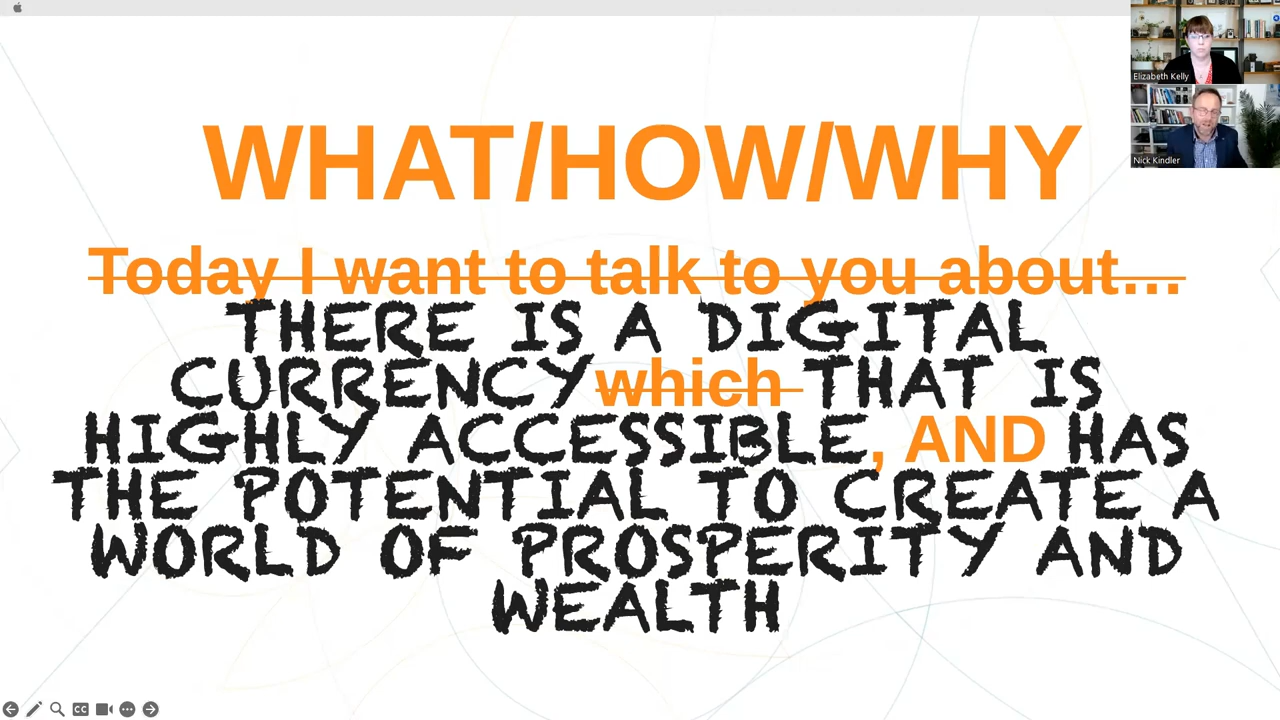 WHAT/HOW/WHY
Today I want to talk to you about...
THERE IS A DIGITAL
CURRENCY which THAT IS
HIGHLY ACCESSIBLE, AND HAS
THE POTENTIAL TO CREATE A
WORLD OF PROSPERITY AND
WEALTH
Elizabeth Kelly
Nick Kindler
CC